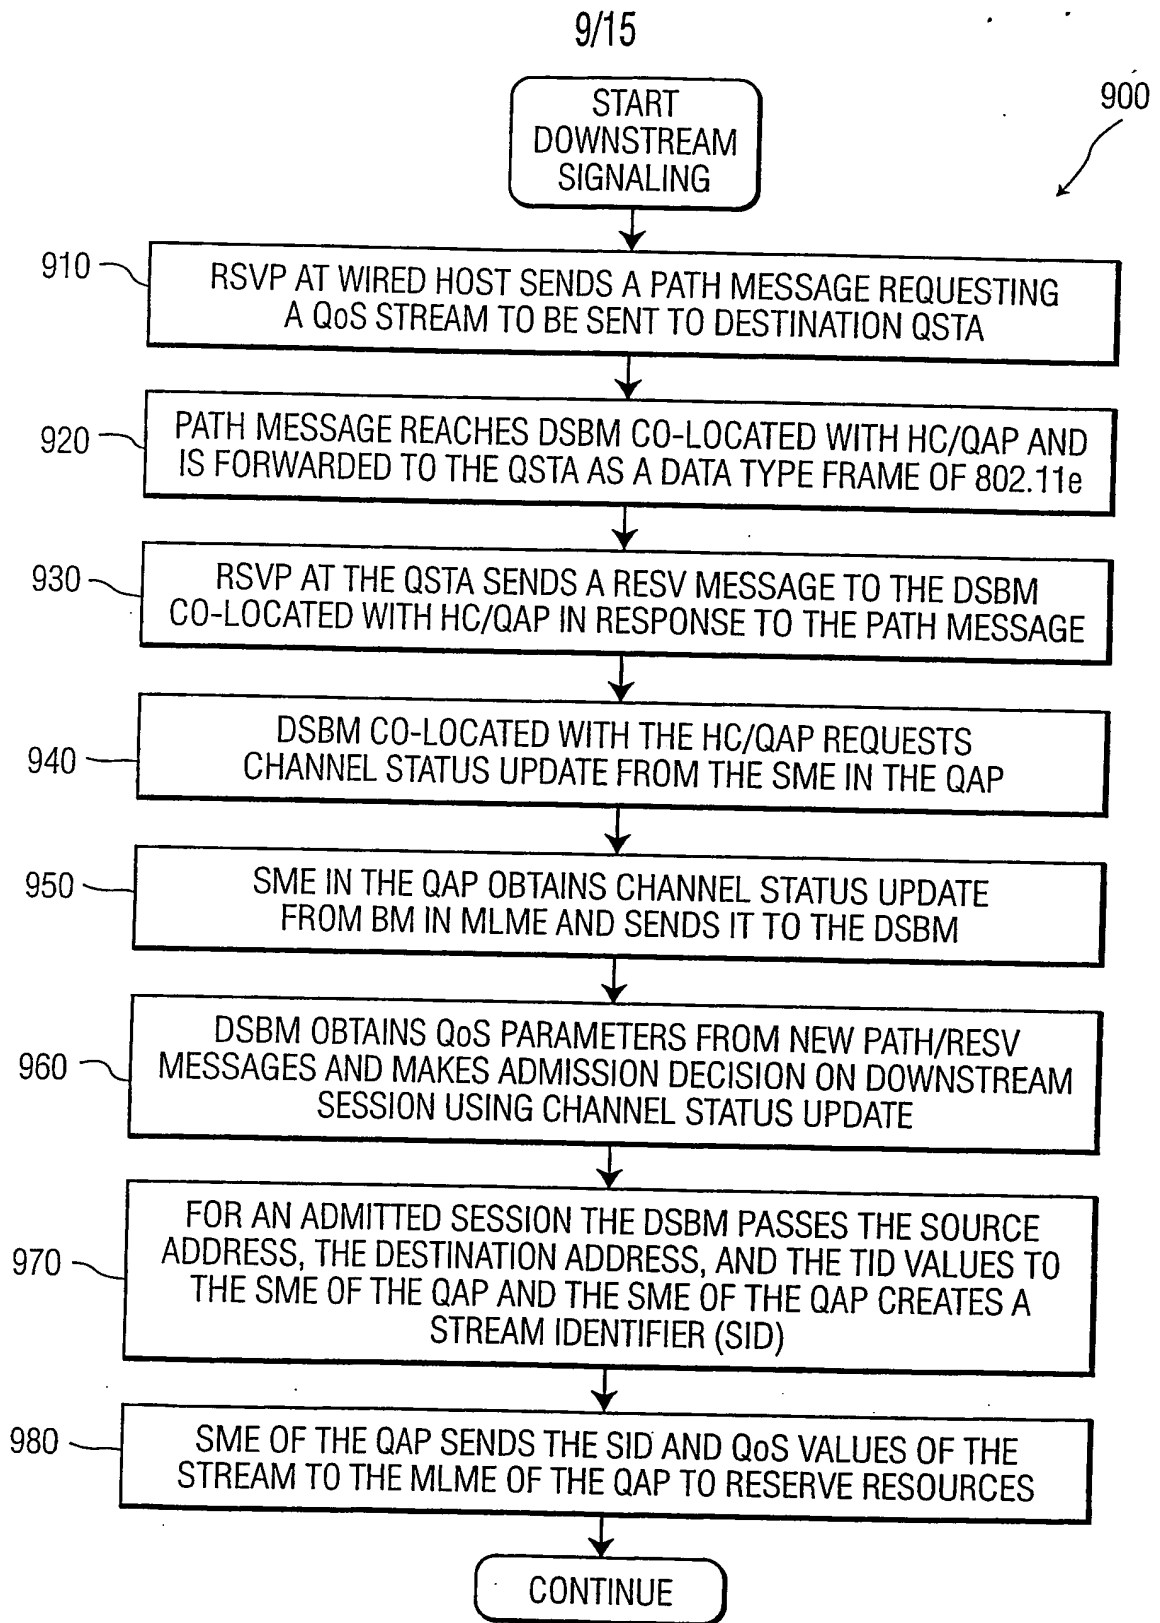 9/15
START
DOWNSTREAM
SIGNALING
900
910
RSVP AT WIRED HOST SENDS A PATH MESSAGE REQUESTING
A QoS STREAM TO BE SENT TO DESTINATION QSTA
920
PATH MESSAGE REACHES DSBM CO-LOCATED WITH HC/QAP AND
IS FORWARDED TO THE QSTA AS A DATA TYPE FRAME OF 802.11e
930
RSVP AT THE QSTA SENDS A RESV MESSAGE TO THE DSBM
CO-LOCATED WITH HC/QAP IN RESPONSE TO THE PATH MESSAGE
940
DSBM CO-LOCATED WITH THE HC/QAP REQUESTS
CHANNEL STATUS UPDATE FROM THE SME IN THE QAP
950
SME IN THE QAP OBTAINS CHANNEL STATUS UPDATE
FROM BM IN MLME AND SENDS IT TO THE DSBM
960
DSBM OBTAINS QoS PARAMETERS FROM NEW PATH/RESV
MESSAGES AND MAKES ADMISSION DECISION ON DOWNSTREAM
SESSION USING CHANNEL STATUS UPDATE
970
FOR AN ADMITTED SESSION THE DSBM PASSES THE SOURCE
ADDRESS, THE DESTINATION ADDRESS, AND THE TID VALUES TO
THE SME OF THE QAP AND THE SME OF THE QAP CREATES A
STREAM IDENTIFIER (SID)
980
SME OF THE QAP SENDS THE SID AND QoS VALUES OF THE
STREAM TO THE MLME OF THE QAP TO RESERVE RESOURCES
CONTINUE